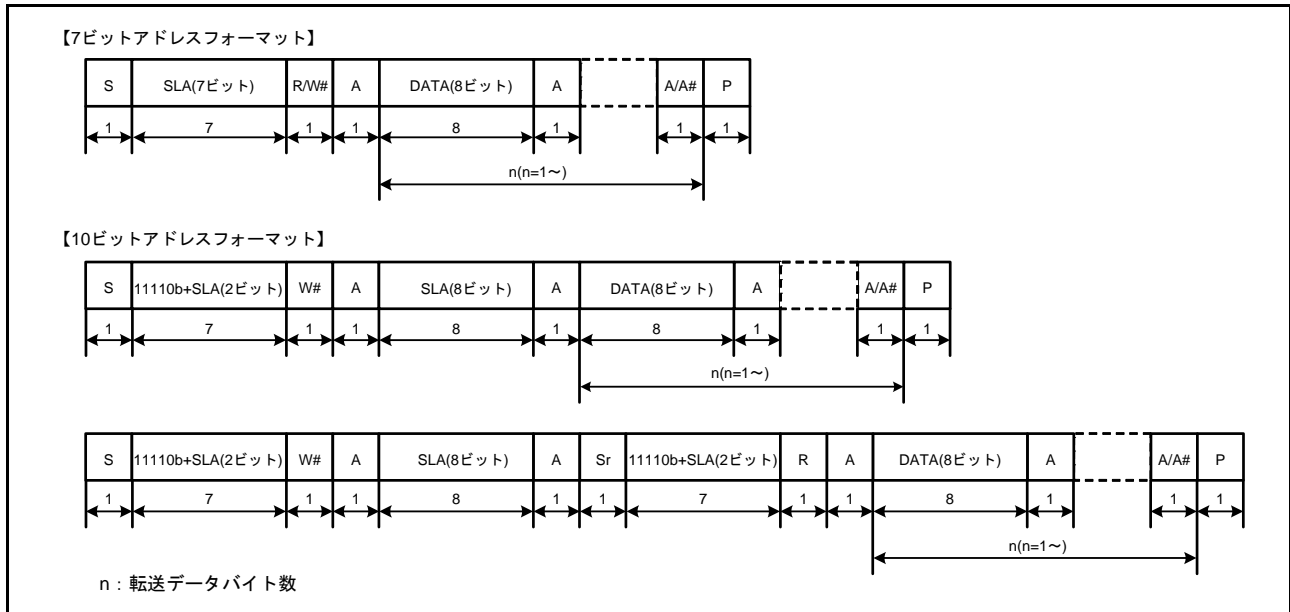 【7ビットアドレスフォーマット】
S SLA(7ビット) R/W# A DATA(8ビット) A A/A# P
1 7 1 1 8 1 1 1
n(n=1～)
【10ビットアドレスフォーマット】
S 11110b+SLA(2ビット) W# A SLA(8ビット) A DATA(8ビット) A A/A# P
1 7 1 1 8 1 8 1 1 1
n(n=1～)
S 11110b+SLA(2ビット) W# A SLA(8ビット) A Sr 11110b+SLA(2ビット) R A DATA(8ビット) A A/A# P
1 7 1 1 8 1 1 7 1 1 8 1 1 1
n(n=1～)
n：転送データバイト数